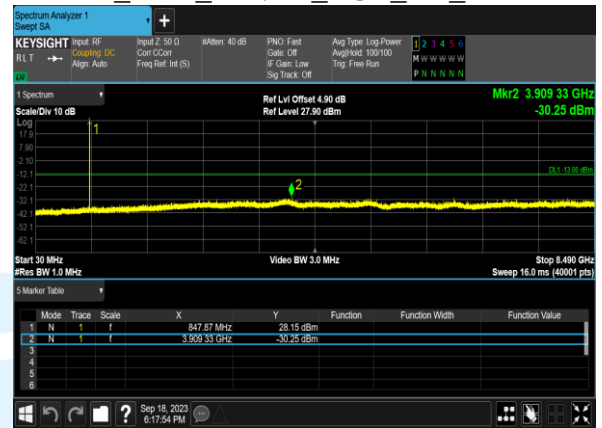 Spectrum Analyzer 1
Swept SA
KEYSIGHT Input: RF Input Z: 50 Ω #Atten: 40 dB PNO: Fast Avg Type: Log-Power 1 2 3 4 5 6
RLT Coupling: DC Corr CCorr Gate: Off Avg|Hold: 100/100 M W W W W W
Align: Auto Freq Ref: Int (S) IF Gain: Low Trig: Free Run
Sig Track: Off P N N N N N
LV
1 Spectrum Ref Lvl Offset 4.90 dB Mkr2 3.909 33 GHz
Scale/Div 10 dB Ref Level 27.90 dBm -30.25 dBm
Log
1
17.9
7.90
-2.10
-12.1 DL1 -13.00 dBm
-22.1 2
-32.1
-42.1
-52.1
-62.1
Start 30 MHz Video BW 3.0 MHz Stop 8.490 GHz
#Res BW 1.0 MHz Sweep 16.0 ms (40001 pts)
5 Marker Table
Mode Trace Scale X Y Function Function Width Function Value
1 N 1 f 847.87 MHz 28.15 dBm
2 N 1 f 3.909 33 GHz -30.25 dBm
3
4
5
6
? Sep 18, 2023
6:17:54 PM